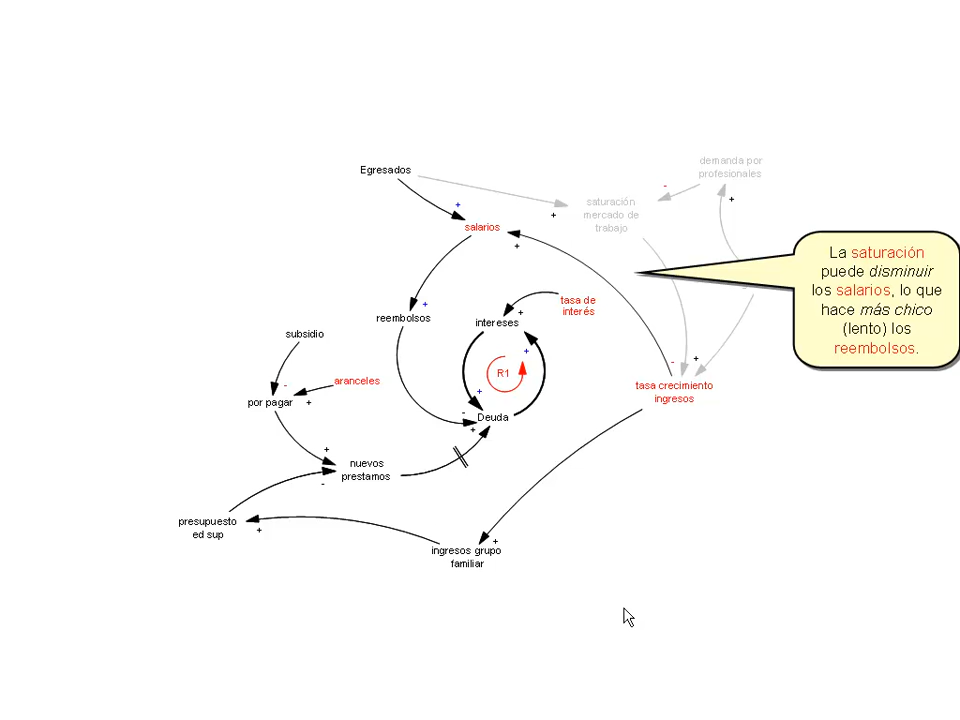 demanda por
profesionales
Egresados
-
+
saturación
mercado de
trabajo
+
+
salarios
+
La saturación
puede disminuir
los salarios, lo que
hace más chico
(lento) los
reembolsos.
tasa de
interés
+
reembolsos
+
intereses
subsidio
+
R1
-
+
tasa crecimiento
ingresos
aranceles
-
por pagar
+
+
-
Deuda
+
+
nuevos
prestamos
-
presupuesto
ed sup
+
+
ingresos grupo
familiar